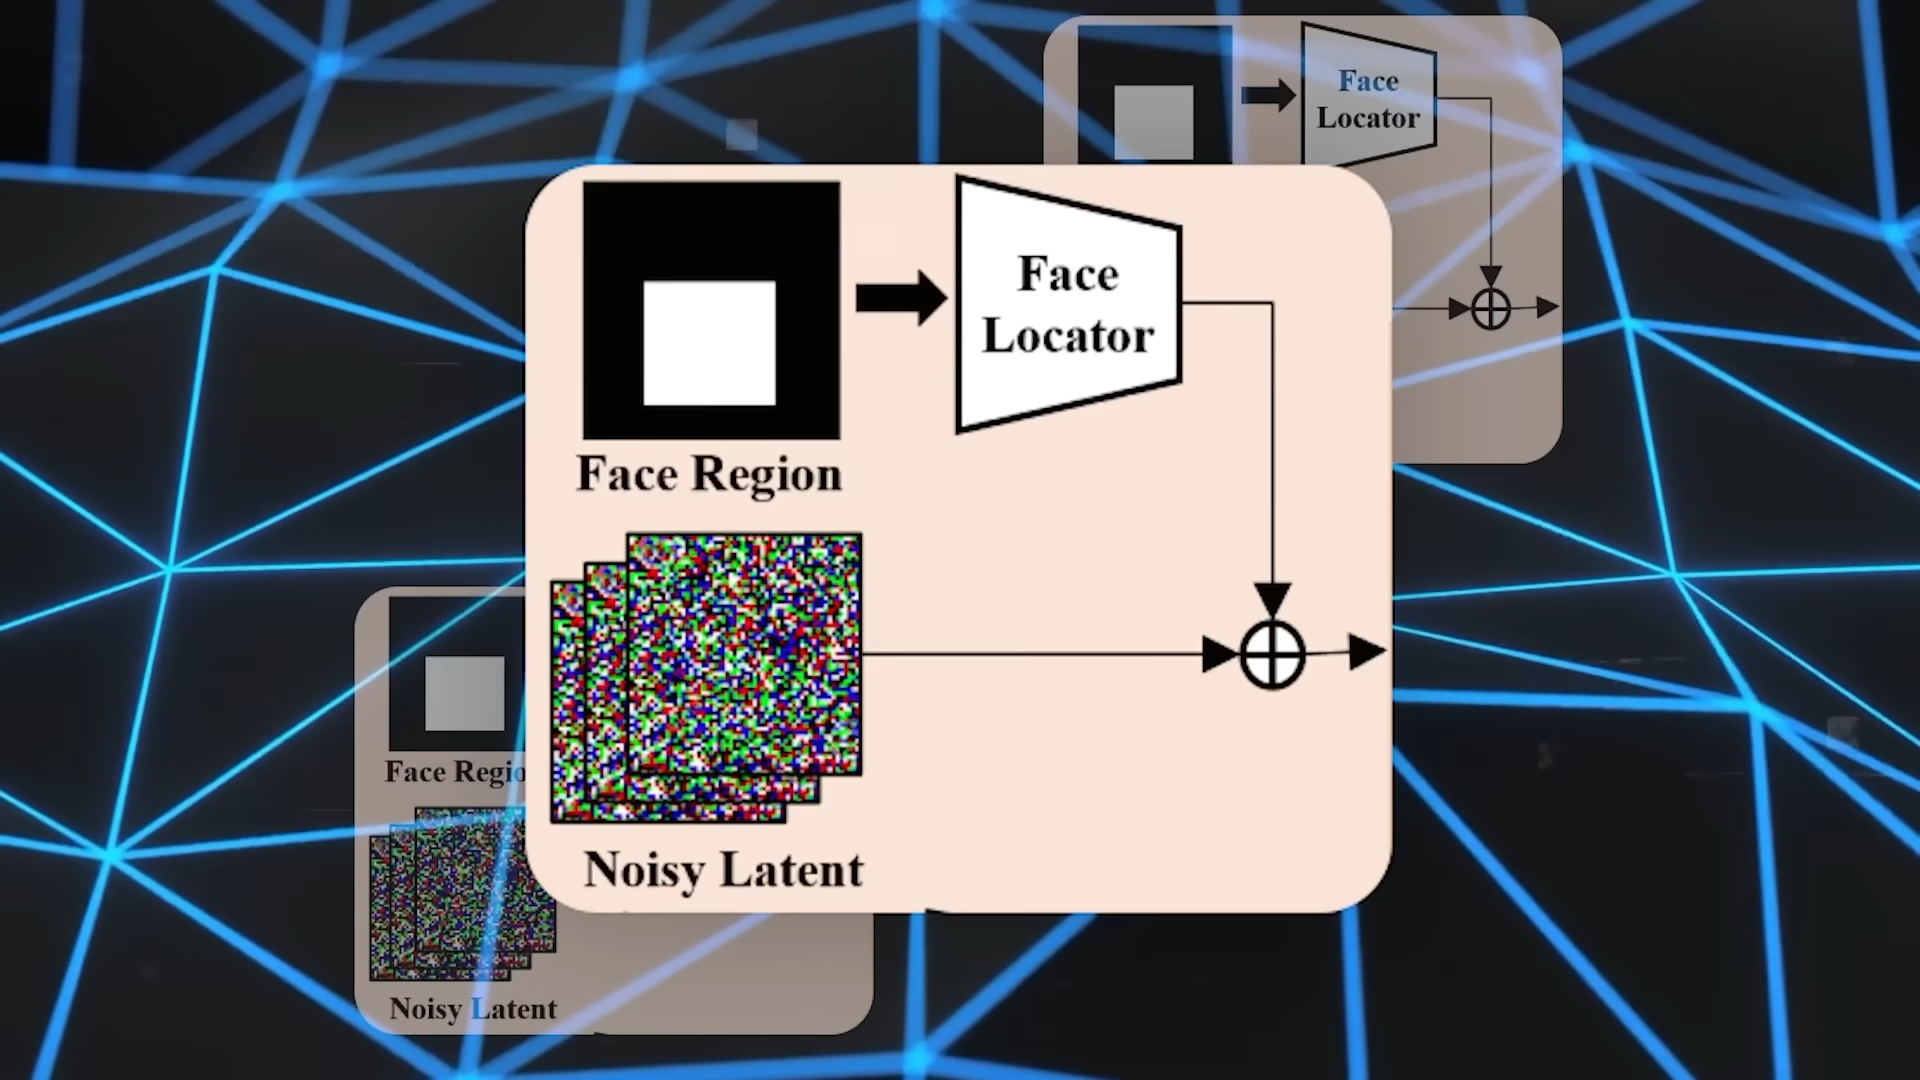 Face
Locator
Face
Locator
Face Region
Noisy Latent
Face Regio
Noisy Latent